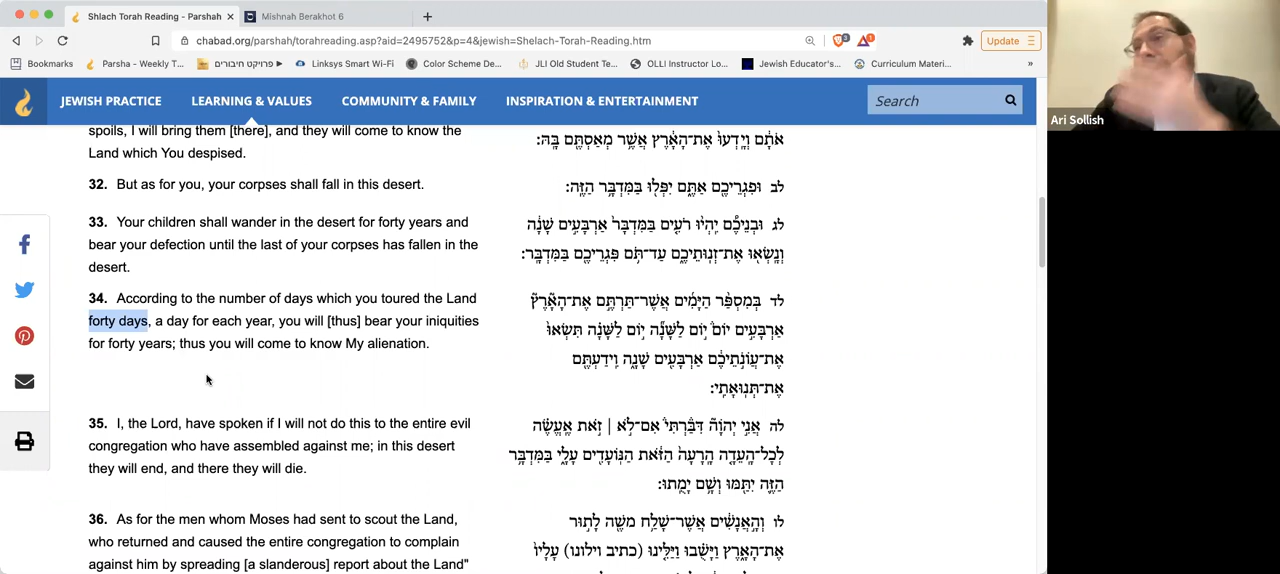 Shlach Torah Reading - Parshah
Mishnah Berakhot 6
chabad.org/parshah/torahreading.asp?aid=2495752&p=4&jewish=Shelach-Torah-Reading.htm
3
1
Update
Bookmarks
Parsha - Weekly T...
פרוייקט חיבורים
Linksys Smart Wi-Fi
Color Scheme De...
JLI Old Student Te...
OLLI Instructor Lo...
Jewish Educator's...
Curriculum Materi...
»
JEWISH PRACTICE
LEARNING & VALUES
COMMUNITY & FAMILY
INSPIRATION & ENTERTAINMENT
Search
Ari Sollish
spoils, I will bring them [there], and they will come to know the
Land which You despised.
אֹתָ֔ם וְיָֽדְעוּ֙ אֶת־הָאָ֔רֶץ אֲשֶׁ֥ר מְאַסְתֶּ֖ם בָּֽהּ:
32. But as for you, your corpses shall fall in this desert.
לב וּפִגְרֵיכֶ֖ם אַתֶּ֑ם יִפְּל֖וּ בַּמִּדְבָּ֥ר הַזֶּֽה:
33. Your children shall wander in the desert for forty years and
bear your defection until the last of your corpses has fallen in the
desert.
לג וּבְנֵיכֶ֞ם יִֽהְי֨וּ רֹעִ֤ים בַּמִּדְבָּר֙ אַרְבָּעִ֣ים שָׁנָ֔ה
וְנָֽשְׂא֖וּ אֶת־זְנֽוּתֵיכֶ֑ם עַד־תֹּ֥ם פִּגְרֵיכֶ֖ם בַּמִּדְבָּֽר:
34. According to the number of days which you toured the Land
forty days, a day for each year, you will [thus] bear your iniquities
for forty years; thus you will come to know My alienation.
לד בְּמִסְפַּ֨ר הַיָּמִ֜ים אֲשֶׁר־תַּרְתֶּ֣ם אֶת־הָאָ֘רֶץ֘
אַרְבָּעִ֣ים יוֹם֒ י֣וֹם לַשָּׁנָ֞ה י֣וֹם לַשָּׁנָ֗ה תִּשְׂאוּ֙
אֶת־עֲוֹנֹ֣תֵיכֶ֔ם אַרְבָּעִ֖ים שָׁנָ֑ה וִֽידַעְתֶּ֖ם
אֶת־תְּנֽוּאָתִֽי:
35. I, the Lord, have spoken if I will not do this to the entire evil
congregation who have assembled against me; in this desert
they will end, and there they will die.
לה אֲנִ֣י יְהֹוָה֘ דִּבַּ֒רְתִּי֒ אִם־לֹ֣א | זֹ֣את אֶֽעֱשֶׂ֗ה
לְכָל־הָֽעֵדָ֤ה הָֽרָעָה֙ הַזֹּ֔את הַנּֽוֹעָדִ֖ים עָלָ֑י בַּמִּדְבָּ֥ר
הַזֶּ֛ה יִתַּ֖מּוּ וְשָׁ֥ם יָמֻֽתוּ:
36. As for the men whom Moses had sent to scout the Land,
who returned and caused the entire congregation to complain
against him by spreading [a slanderous] report about the Land"
לו וְהָ֣אֲנָשִׁ֔ים אֲשֶׁר־שָׁלַ֥ח משֶׁ֖ה לָת֣וּר
אֶת־הָאָ֑רֶץ וַיָּשֻׁ֗בוּ וַיַּלִּ֤ינוּ (כתיב וילונו) עָלָיו֙